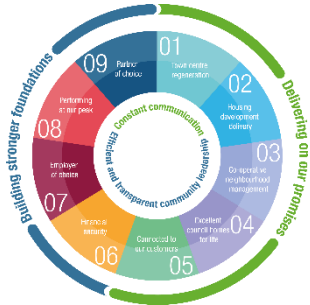 Building stronger foundations
Delivering on our promises
Constant communication
Efficient and transparent community leadership
01
Town centre
regeneration
02
Housing
development
delivery
03
Co-operative
neighbourhood
management
04
Excellent
council homes
for life
05
Connected to
our customers
06
Financial
security
07
Employer
of choice
08
Performing
at our peak
09
Partner
of choice